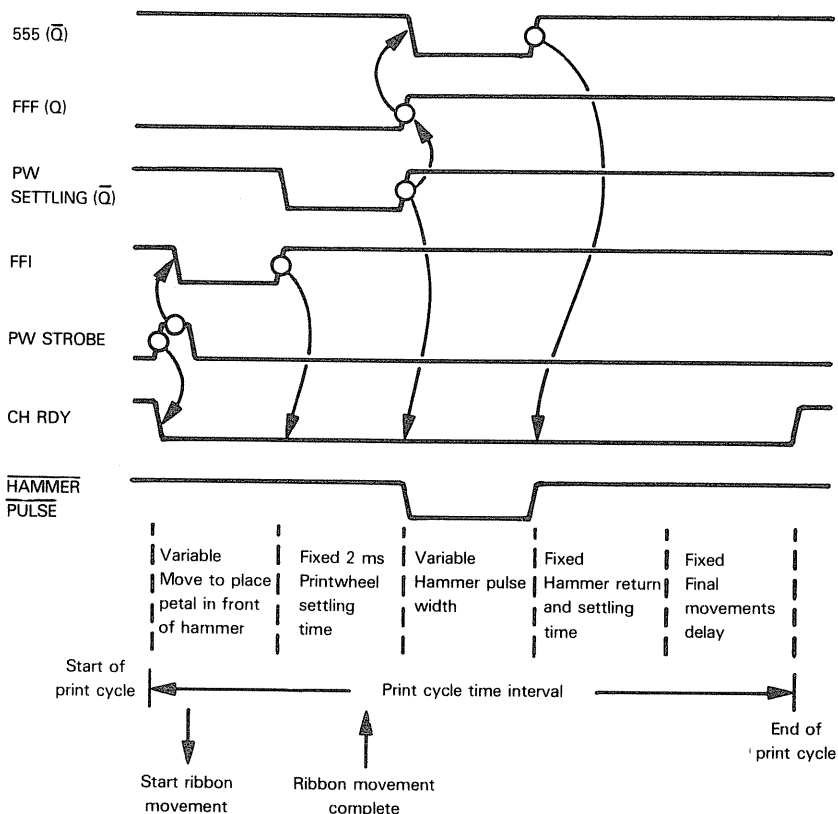 555 (Q̅)
FFF (Q)
PW
SETTLING (Q̅)
FFI
PW STROBE
CH RDY
HAMMER
PULSE
Variable
Move to place
petal in front
of hammer
Fixed 2 ms
Printwheel
settling
time
Variable
Hammer pulse
width
Fixed
Hammer return
and settling
time
Fixed
Final
movements
delay
Start of
print cycle
Print cycle time interval
End of
print cycle
Start ribbon
movement
Ribbon movement
complete